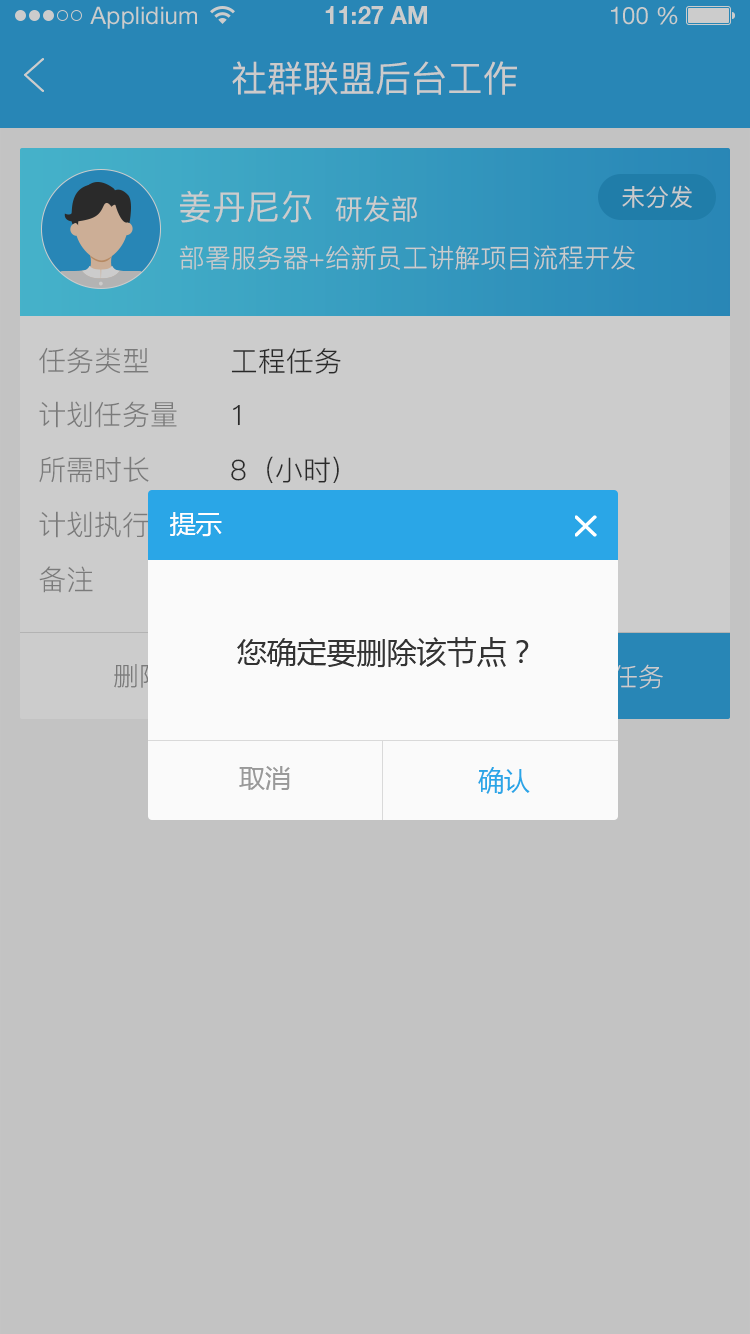 Applidium 11:27 AM 100 %
社群联盟后台工作
姜丹尼尔 研发部 未分发
部署服务器+给新员工讲解项目流程开发
任务类型 工程任务
计划任务量 1
所需时长 8（小时）
计划执行
备注
提示
您确定要删除该节点？
删 任务
取消 确认